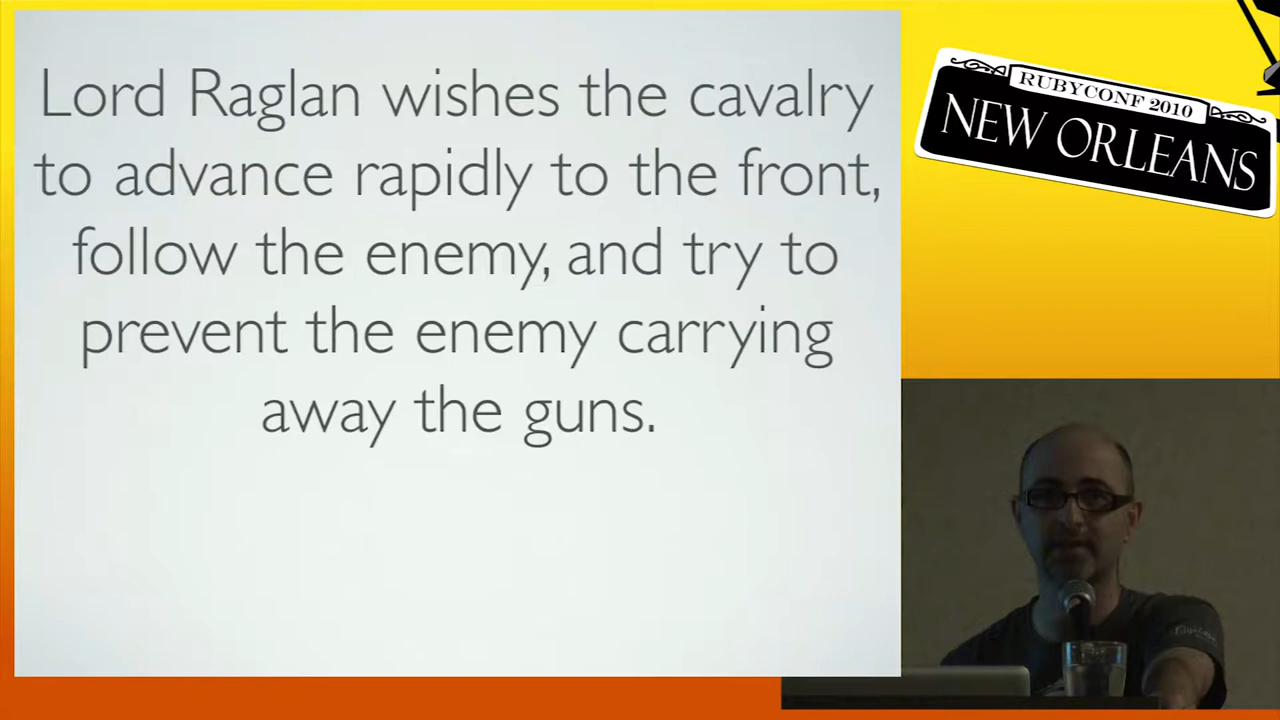 Lord Raglan wishes the cavalry
to advance rapidly to the front,
follow the enemy, and try to
prevent the enemy carrying
away the guns.
RUBYCONF 2010
NEW ORLEANS